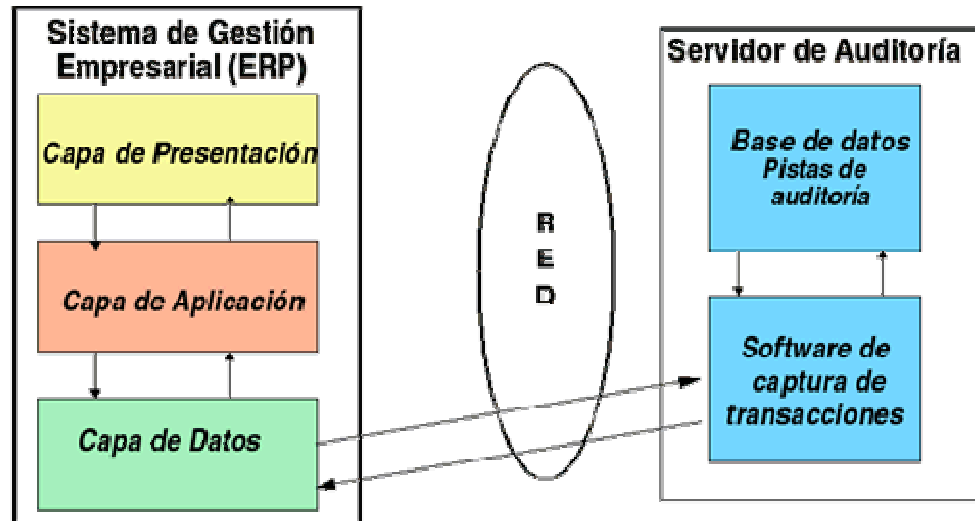 Sistema de Gestión
Empresarial (ERP)
Capa de Presentación
Capa de Aplicación
Capa de Datos
R
E
D
Servidor de Auditoría
Base de datos
Pistas de
auditoría
Software de
captura de
transacciones